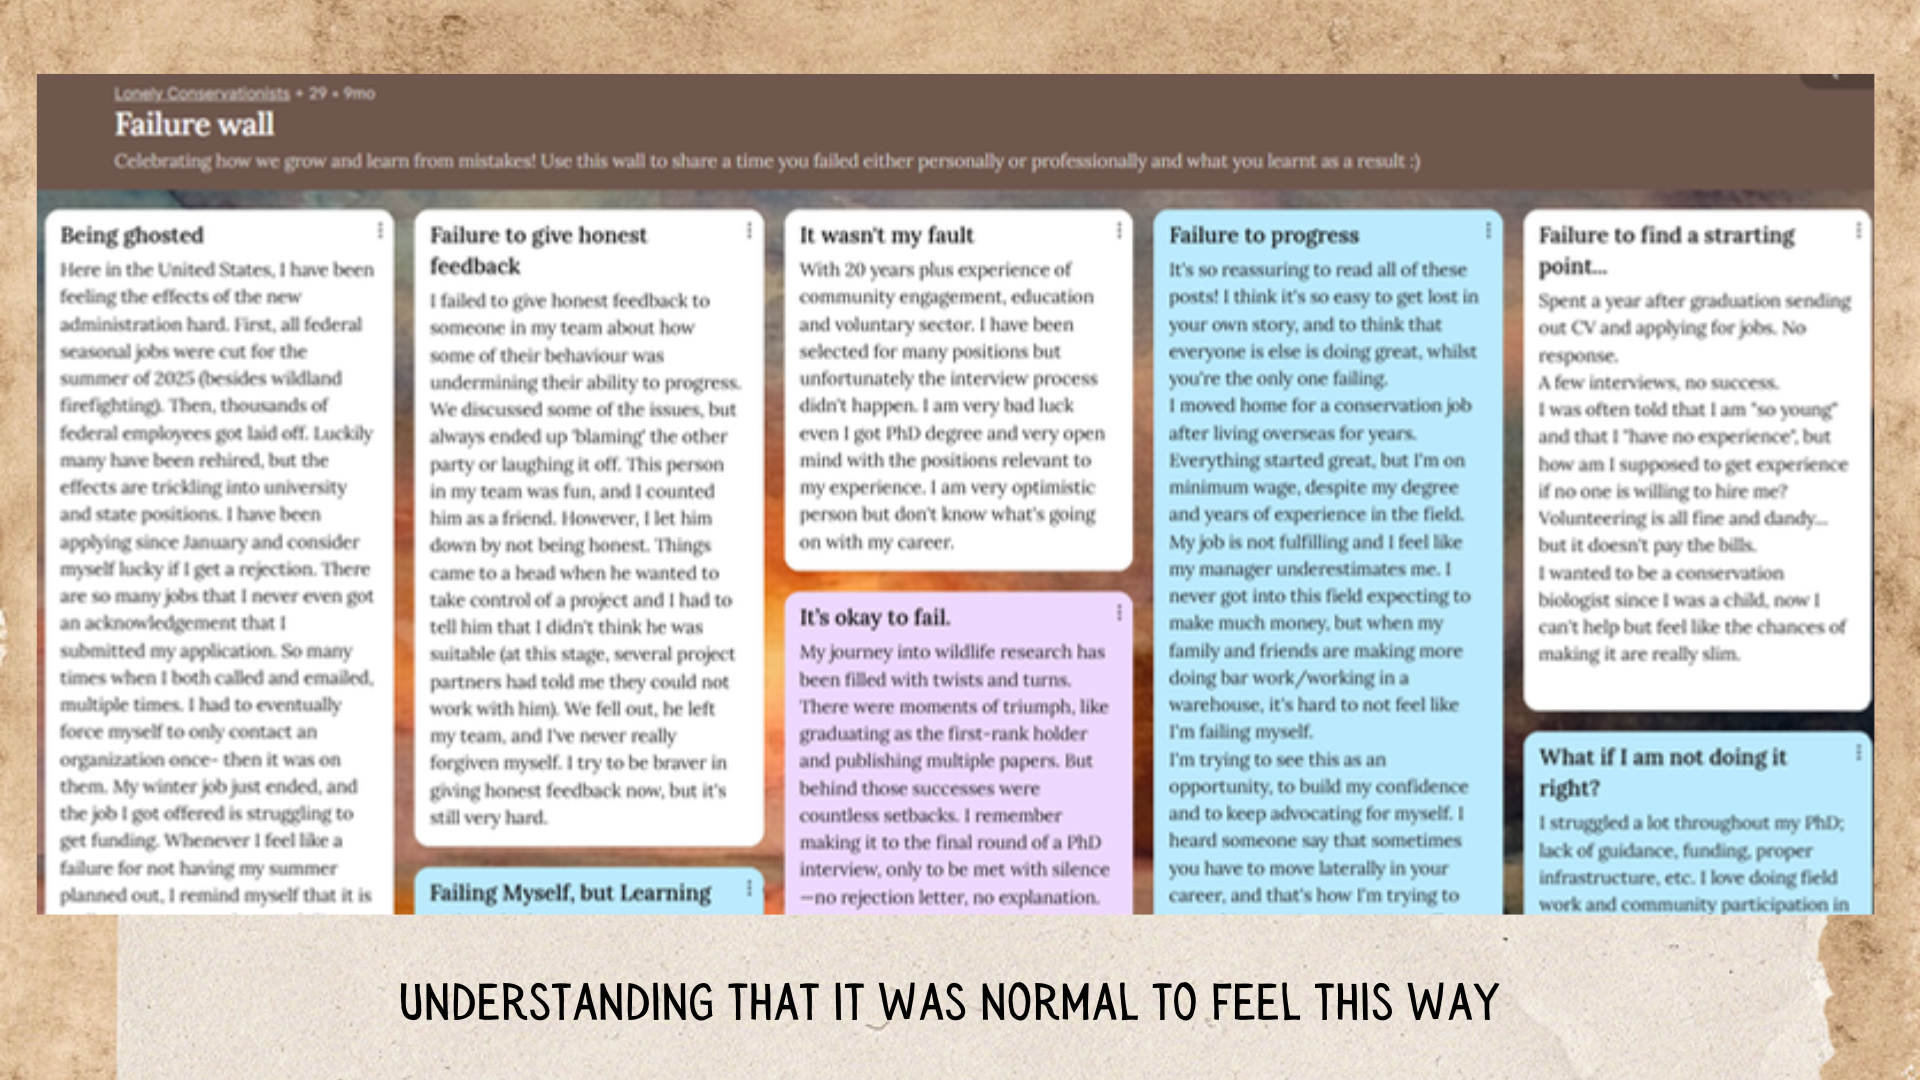 Lonely Conservationists • 29 • 9mo
Failure wall
Celebrating how we grow and learn from mistakes! Use this wall to share a time you failed either personally or professionally and what you learnt as a result :)
Being ghosted
Here in the United States, I have been
feeling the effects of the new
administration hard. First, all federal
seasonal jobs were cut for the
summer of 2025 (besides wildland
firefighting). Then, thousands of
federal employees got laid off. Luckily
many have been rehired, but the
effects are trickling into university
and state positions. I have been
applying since January and consider
myself lucky if I get a rejection. There
are so many jobs that I never even got
an acknowledgement that I
submitted my application. So many
times when I both called and emailed,
multiple times. I had to eventually
force myself to only contact an
organization once- then it was on
them. My winter job just ended, and
the job I got offered is struggling to
get funding. Whenever I feel like a
failure for not having my summer
planned out, I remind myself that it is
Failure to give honest
feedback
I failed to give honest feedback to
someone in my team about how
some of their behaviour was
undermining their ability to progress.
We discussed some of the issues, but
always ended up 'blaming' the other
party or laughing it off. This person
in my team was fun, and I counted
him as a friend. However, I let him
down by not being honest. Things
came to a head when he wanted to
take control of a project and I had to
tell him that I didn't think he was
suitable (at this stage, several project
partners had told me they could not
work with him). We fell out, he left
my team, and I've never really
forgiven myself. I try to be braver in
giving honest feedback now, but it's
still very hard.
Failing Myself, but Learning
It wasn't my fault
With 20 years plus experience of
community engagement, education
and voluntary sector. I have been
selected for many positions but
unfortunately the interview process
didn't happen. I am very bad luck
even I got PhD degree and very open
mind with the positions relevant to
my experience. I am very optimistic
person but don't know what's going
on with my career.
It's okay to fail.
My journey into wildlife research has
been filled with twists and turns.
There were moments of triumph, like
graduating as the first-rank holder
and publishing multiple papers. But
behind those successes were
countless setbacks. I remember
making it to the final round of a PhD
interview, only to be met with silence
—no rejection letter, no explanation.
Failure to progress
It's so reassuring to read all of these
posts! I think it's so easy to get lost in
your own story, and to think that
everyone is else is doing great, whilst
you're the only one failing.
I moved home for a conservation job
after living overseas for years.
Everything started great, but I'm on
minimum wage, despite my degree
and years of experience in the field.
My job is not fulfilling and I feel like
my manager underestimates me. I
never got into this field expecting to
make much money, but when my
family and friends are making more
doing bar work/working in a
warehouse, it's hard to not feel like
I'm failing myself.
I'm trying to see this as an
opportunity, to build my confidence
and to keep advocating for myself. I
heard someone say that sometimes
you have to move laterally in your
career, and that's how I'm trying to
Failure to find a strarting
point...
Spent a year after graduation sending
out CV and applying for jobs. No
response.
A few interviews, no success.
I was often told that I am "so young"
and that I "have no experience", but
how am I supposed to get experience
if no one is willing to hire me?
Volunteering is all fine and dandy...
but it doesn't pay the bills.
I wanted to be a conservation
biologist since I was a child, now I
can't help but feel like the chances of
making it are really slim.
What if I am not doing it
right?
I struggled a lot throughout my PhD;
lack of guidance, funding, proper
infrastructure, etc. I love doing field
work and community participation in
UNDERSTANDING THAT IT WAS NORMAL TO FEEL THIS WAY